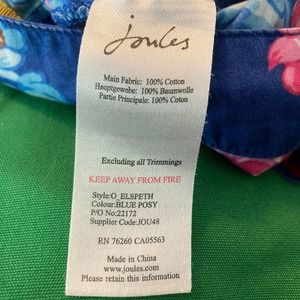 Joules
Main Fabric: 100% Cotton
Hauptgewebe: 100% Baumwolle
Partie Principale: 100% Coton
Excluding all Trimmings
KEEP AWAY FROM FIRE
Style:O_ELSPETH
Colour:BLUE POSY
P/O No:22172
Supplier Code:JOU48
RN 76260 CA05563
Made in China
www.joules.com
Please retain this information